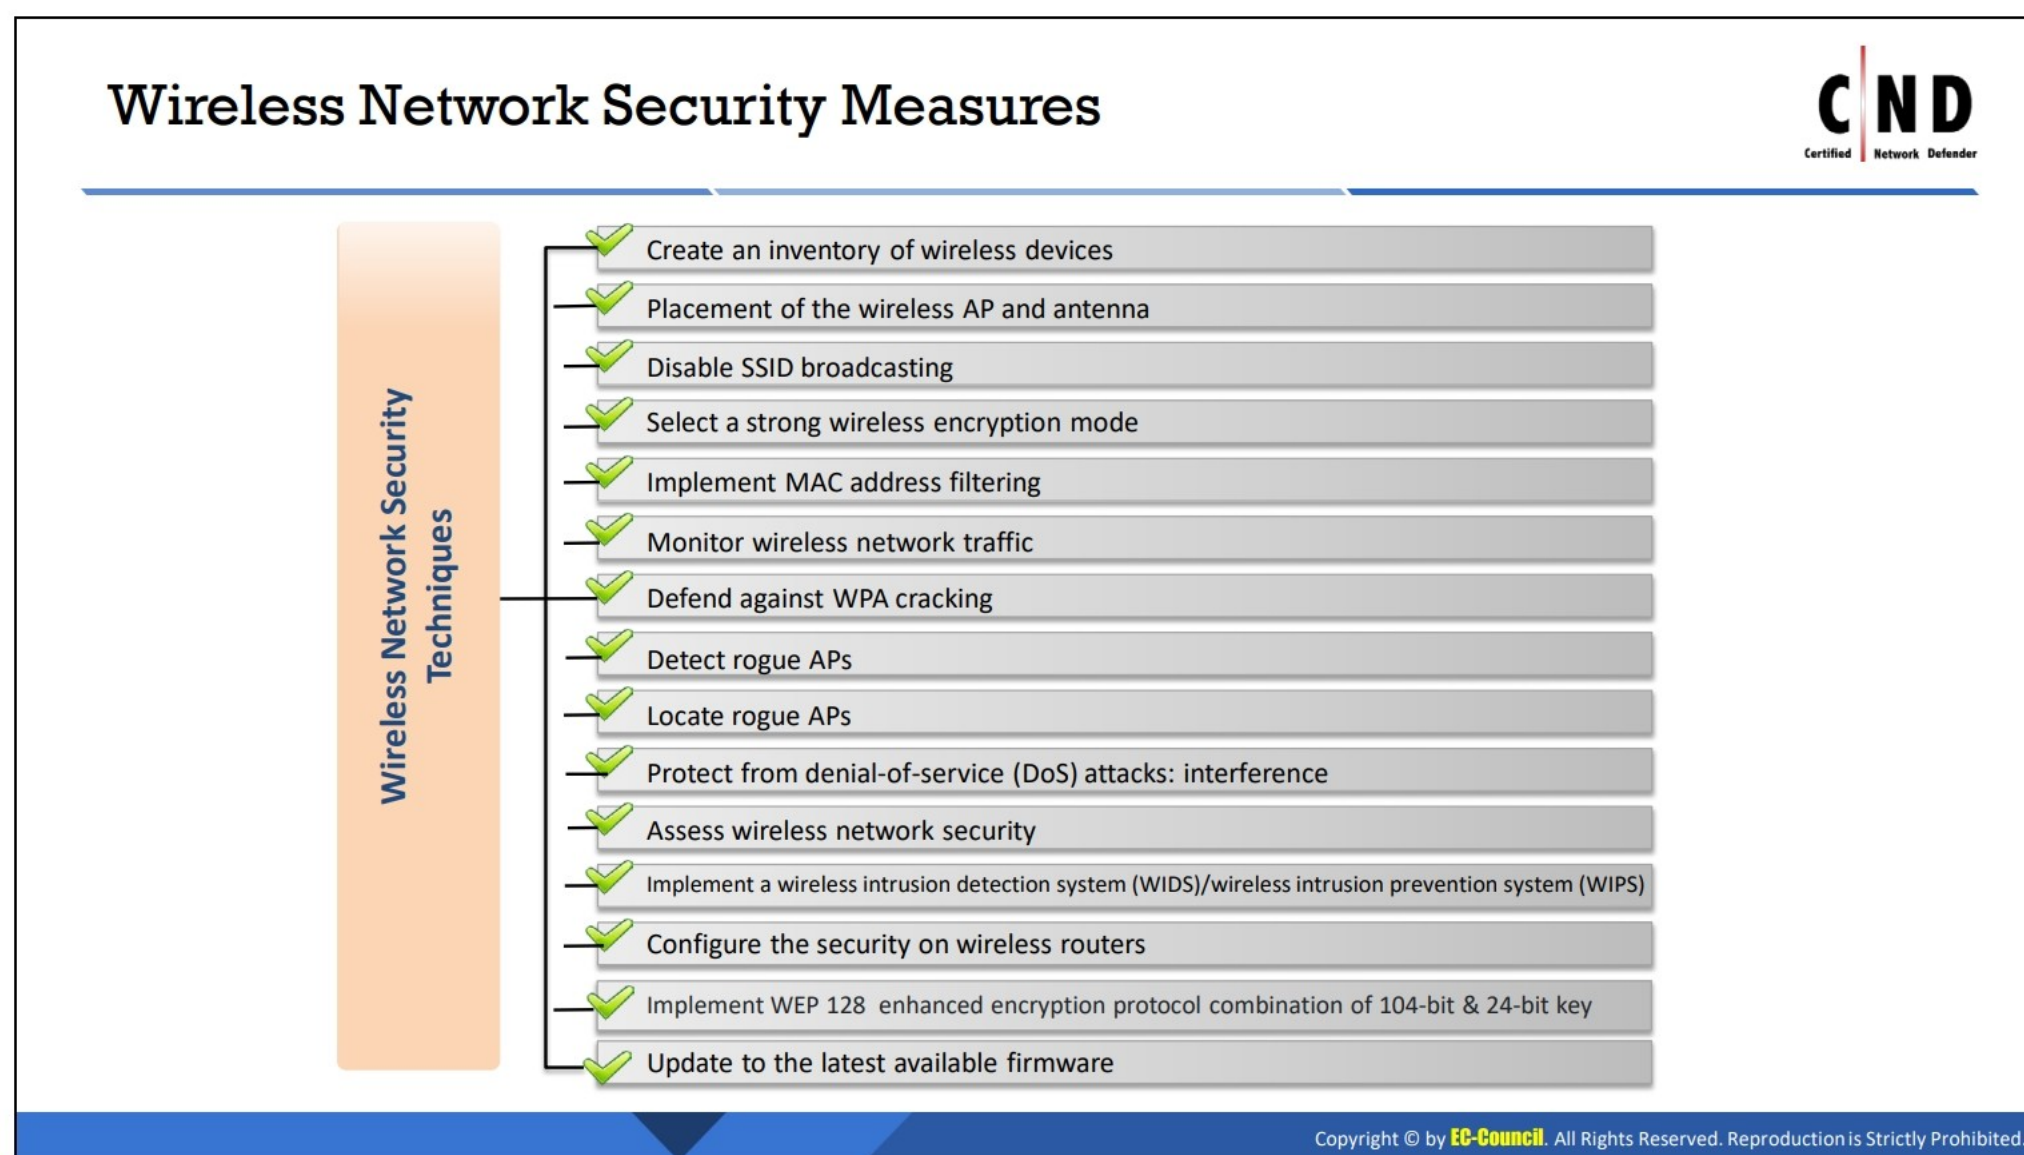 Wireless Network Security Measures
C ND
Certified Network Defender
Wireless Network Security
Techniques
Create an inventory of wireless devices
Placement of the wireless AP and antenna
Disable SSID broadcasting
Select a strong wireless encryption mode
Implement MAC address filtering
Monitor wireless network traffic
Defend against WPA cracking
Detect rogue APs
Locate rogue APs
Protect from denial-of-service (DoS) attacks: interference
Assess wireless network security
Implement a wireless intrusion detection system (WIDS)/wireless intrusion prevention system (WIPS)
Configure the security on wireless routers
Implement WEP 128 enhanced encryption protocol combination of 104-bit & 24-bit key
Update to the latest available firmware
Copyright © by EC-Council. All Rights Reserved. Reproduction is Strictly Prohibited.